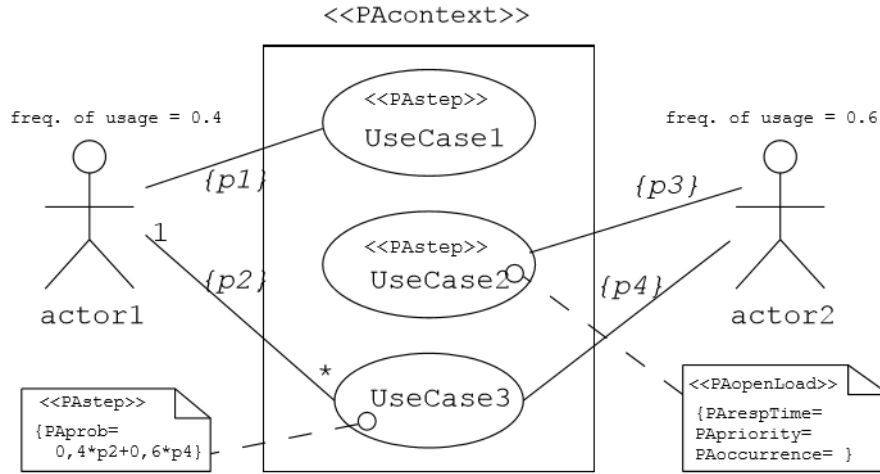 <<PAcontext>>
freq. of usage = 0.4
<<PAstep>>
UseCase1
freq. of usage = 0.6
{p1}
{p3}
1
<<PAstep>>
UseCase2
{p2}
{p4}
actor1
actor2
*
UseCase3
<<PAstep>>
{PAprob=
0,4*p2+0,6*p4}
<<PAopenLoad>>
{PArespTime=
PApriority=
PAoccurrence= }